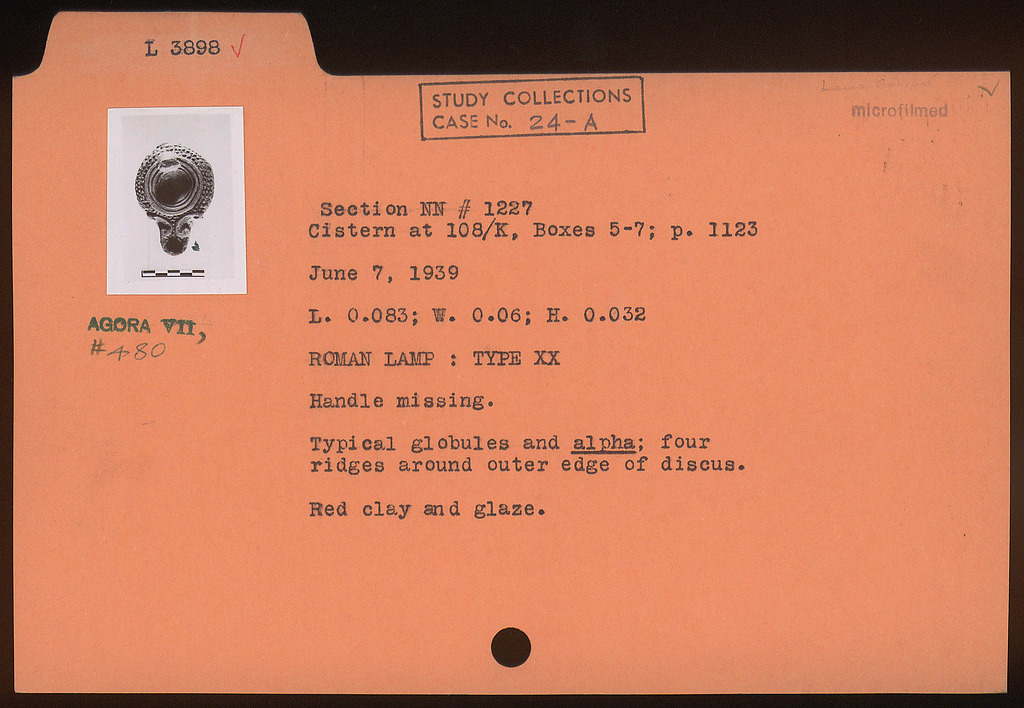 L 3898
STUDY COLLECTIONS
CASE No. 24-A
microfilmed
Section NN # 1227
Cistern at 108/K, Boxes 5-7; p. 1123
June 7, 1939
L. 0.083; W. 0.06; H. 0.032
AGORA VII,
#480
ROMAN LAMP : TYPE XX
Handle missing.
Typical globules and alpha; four
ridges around outer edge of discus.
Red clay and glaze.